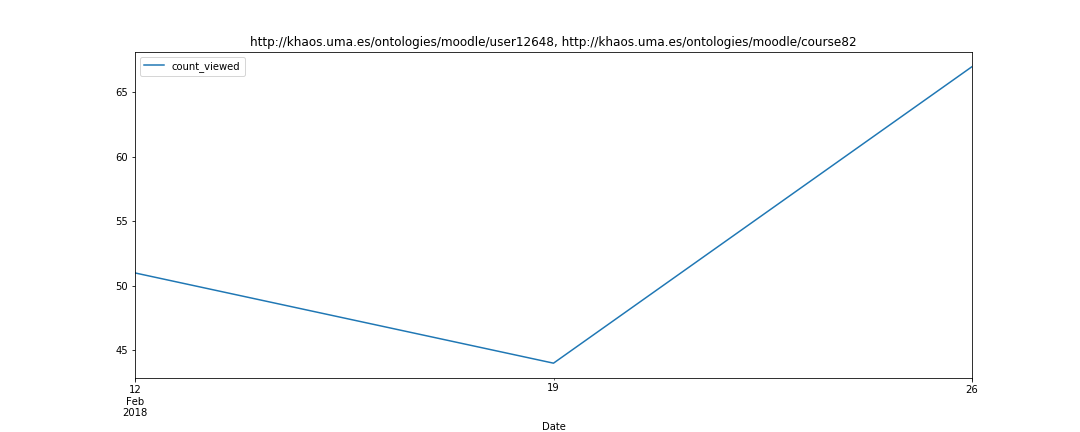 http://khaos.uma.es/ontologies/moodle/user12648, http://khaos.uma.es/ontologies/moodle/course82
count_viewed
65
60
55
50
45
12
Feb
2018
19
26
Date